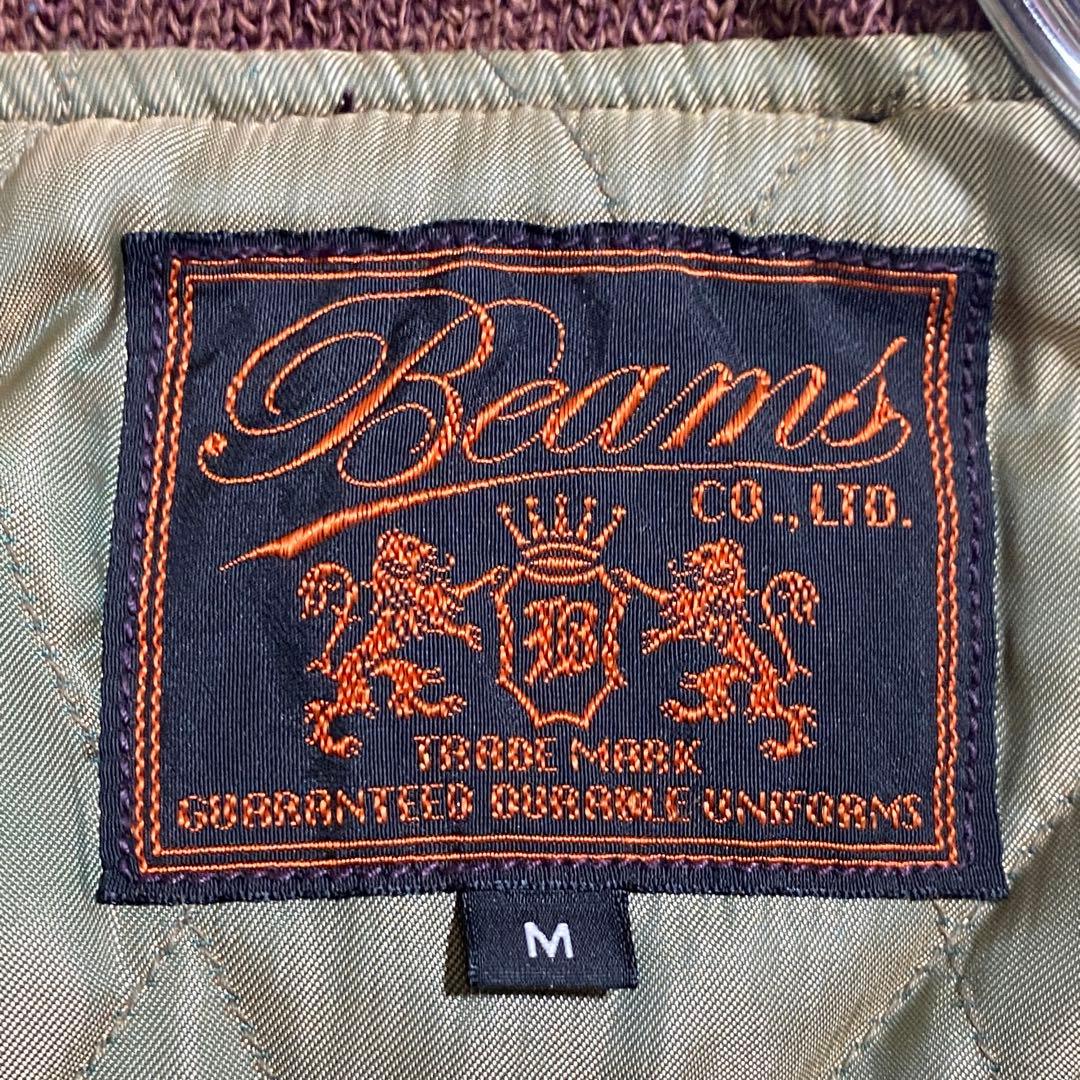 Beams
CO., LTD.
B
TRADE MARK
GUARANTEED DURABLE UNIFORMS
M